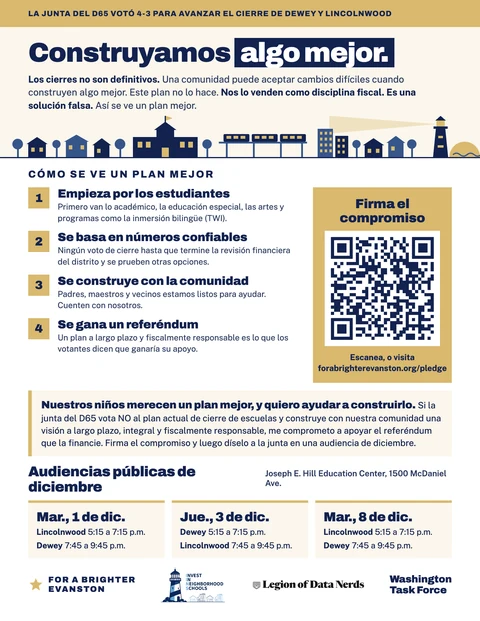 LA JUNTA DEL D65 VOTÓ 4-3 PARA AVANZAR EL CIERRE DE DEWEY Y LINCOLNWOOD
Construyamos algo mejor.
Los cierres no son definitivos. Una comunidad puede aceptar cambios difíciles cuando
construyen algo mejor. Este plan no lo hace. Nos lo venden como disciplina fiscal. Es una
solución falsa. Así se ve un plan mejor.
CÓMO SE VE UN PLAN MEJOR
1 Empieza por los estudiantes
Primero van lo académico, la educación especial, las artes y
programas como la inmersión bilingüe (TWI).
2 Se basa en números confiables
Ningún voto de cierre hasta que termine la revisión financiera
del distrito y se prueben otras opciones.
3 Se construye con la comunidad
Padres, maestros y vecinos estamos listos para ayudar.
Cuenten con nosotros.
4 Se gana un referéndum
Un plan a largo plazo y fiscalmente responsable es lo que los
votantes dicen que ganaría su apoyo.
Firma el
compromiso
Escanea, o visita
forabrighterevanston.org/pledge
Nuestros niños merecen un plan mejor, y quiero ayudar a construirlo. Si la
junta del D65 vota NO al plan actual de cierre de escuelas y construye con nuestra comunidad una
visión a largo plazo, integral y fiscalmente responsable, me comprometo a apoyar el referéndum
que la financie. Firma el compromiso y luego díselo a la junta en una audiencia de diciembre.
Audiencias públicas de
diciembre
Joseph E. Hill Education Center, 1500 McDaniel
Ave.
Mar., 1 de dic.
Lincolnwood 5:15 a 7:15 p.m.
Dewey 7:45 a 9:45 p.m.
Jue., 3 de dic.
Dewey 5:15 a 7:15 p.m.
Lincolnwood 7:45 a 9:45 p.m.
Mar., 8 de dic.
Lincolnwood 5:15 a 7:15 p.m.
Dewey 7:45 a 9:45 p.m.
FOR A BRIGHTER
EVANSTON
INVEST
IN
NEIGHBORHOOD
SCHOOLS
Legion of Data Nerds
Washington
Task Force